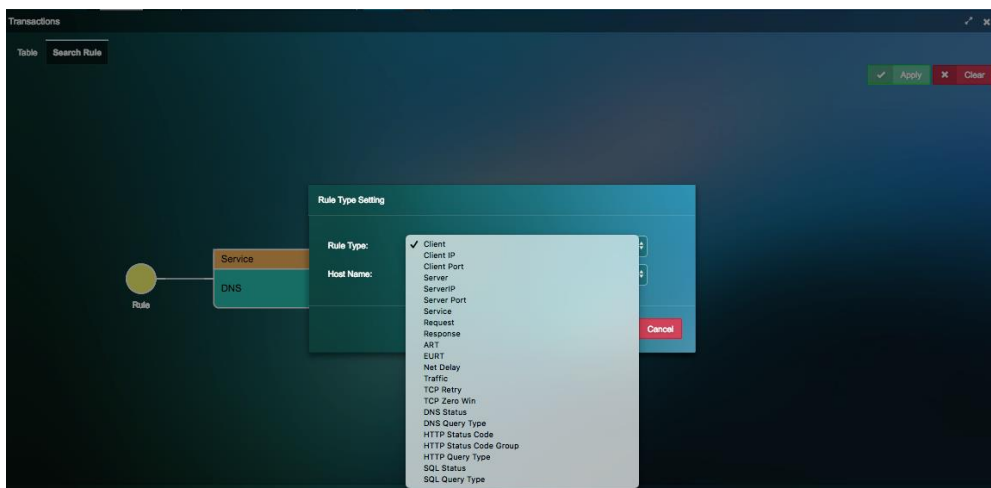 Transactions
Table Search Rule
Apply Clear
Rule Type Setting
Rule Type:
Host Name:
Client
Client IP
Client Port
Server
ServerIP
Server Port
Service
Request
Response
ART
EURT
Net Delay
Traffic
TCP Retry
TCP Zero Win
DNS Status
DNS Query Type
HTTP Status Code
HTTP Status Code Group
HTTP Query Type
SQL Status
SQL Query Type
Cancel
Service
DNS
Rule